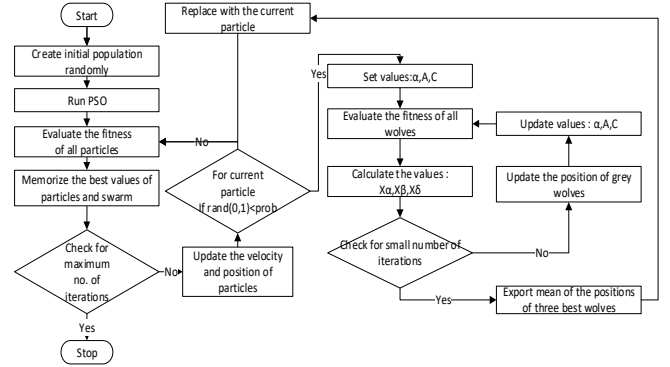 Start
Create initial population
randomly
Run PSO
Evaluate the fitness
of all particles
Memorize the best values of
particles and swarm
Check for
maximum
no. of
iterations
No
Yes
Stop
Update the velocity
and position of
particles
For current
particle
If rand(0,1)<prob
No
Yes
Replace with the current
particle
Set values:α,A,C
Evaluate the fitness of all
wolves
Calculate the values :
Xα,Xβ,Xδ
Check for small number of
iterations
No
Yes
Update the position of grey
wolves
Update values : α,A,C
Export mean of the positions
of three best wolves